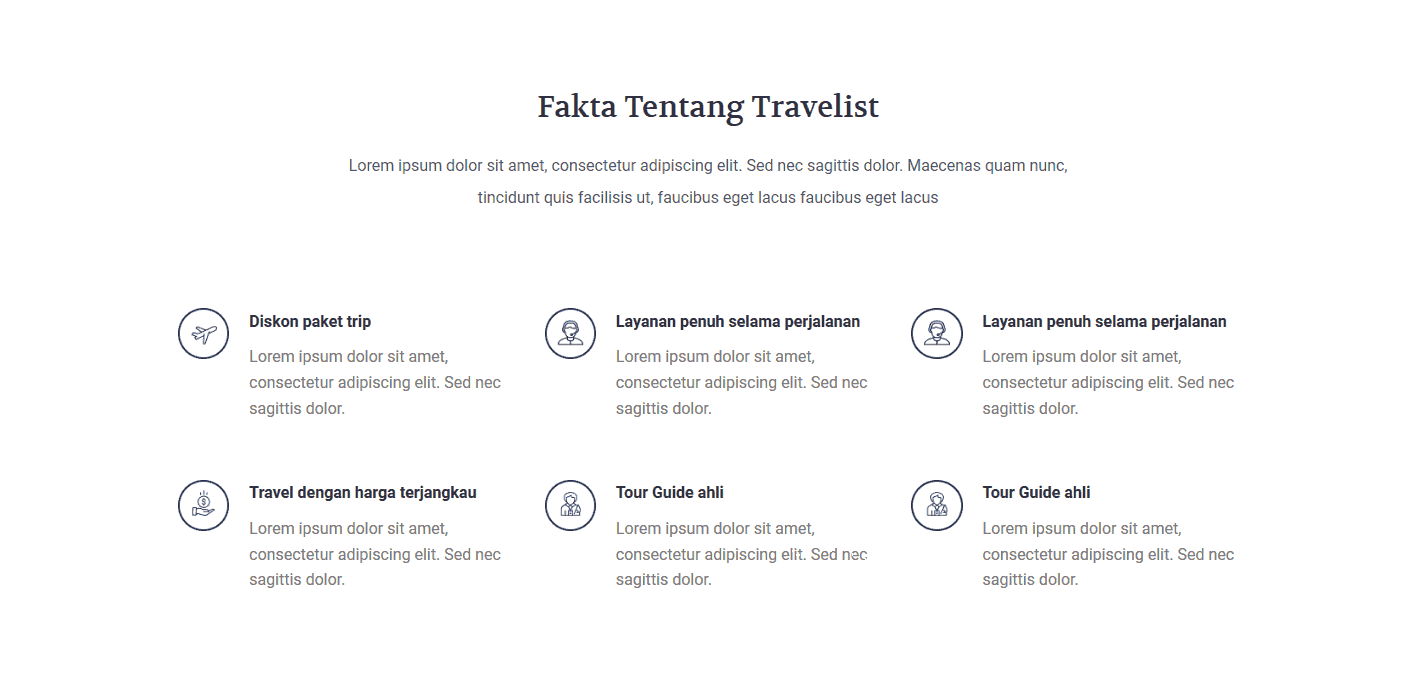 Fakta Tentang Travelist
Lorem ipsum dolor sit amet, consectetur adipiscing elit. Sed nec sagittis dolor. Maecenas quam nunc,
tincidunt quis facilisis ut, faucibus eget lacus faucibus eget lacus
Diskon paket trip
Lorem ipsum dolor sit amet,
consectetur adipiscing elit. Sed nec
sagittis dolor.
Layanan penuh selama perjalanan
Lorem ipsum dolor sit amet,
consectetur adipiscing elit. Sed nec
sagittis dolor.
Layanan penuh selama perjalanan
Lorem ipsum dolor sit amet,
consectetur adipiscing elit. Sed nec
sagittis dolor.
Travel dengan harga terjangkau
Lorem ipsum dolor sit amet,
consectetur adipiscing elit. Sed nec
sagittis dolor.
Tour Guide ahli
Lorem ipsum dolor sit amet,
consectetur adipiscing elit. Sed nec
sagittis dolor.
Tour Guide ahli
Lorem ipsum dolor sit amet,
consectetur adipiscing elit. Sed nec
sagittis dolor.